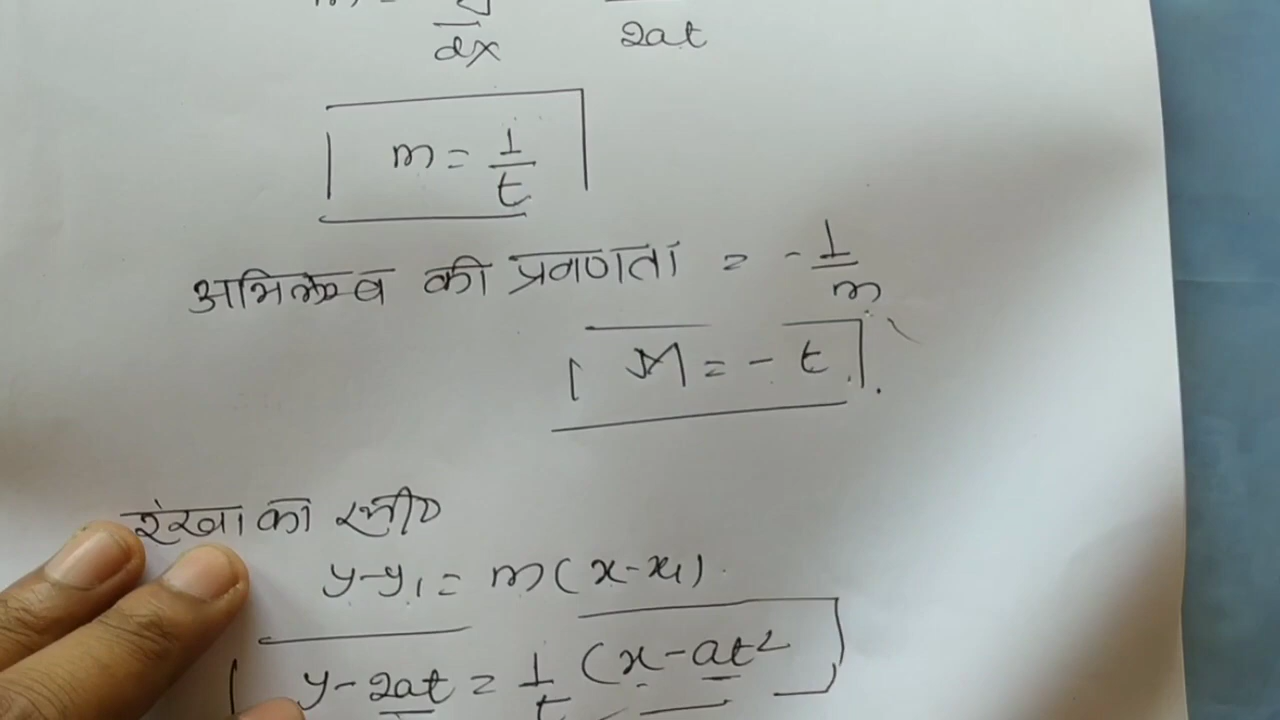 dx 2at
m = 1/t
अभिलम्ब की प्रवणता = - 1/m
M = - t
रेखा का समी०
y-y₁ = m(x-x₁)
y-2at = 1/t (x-at²